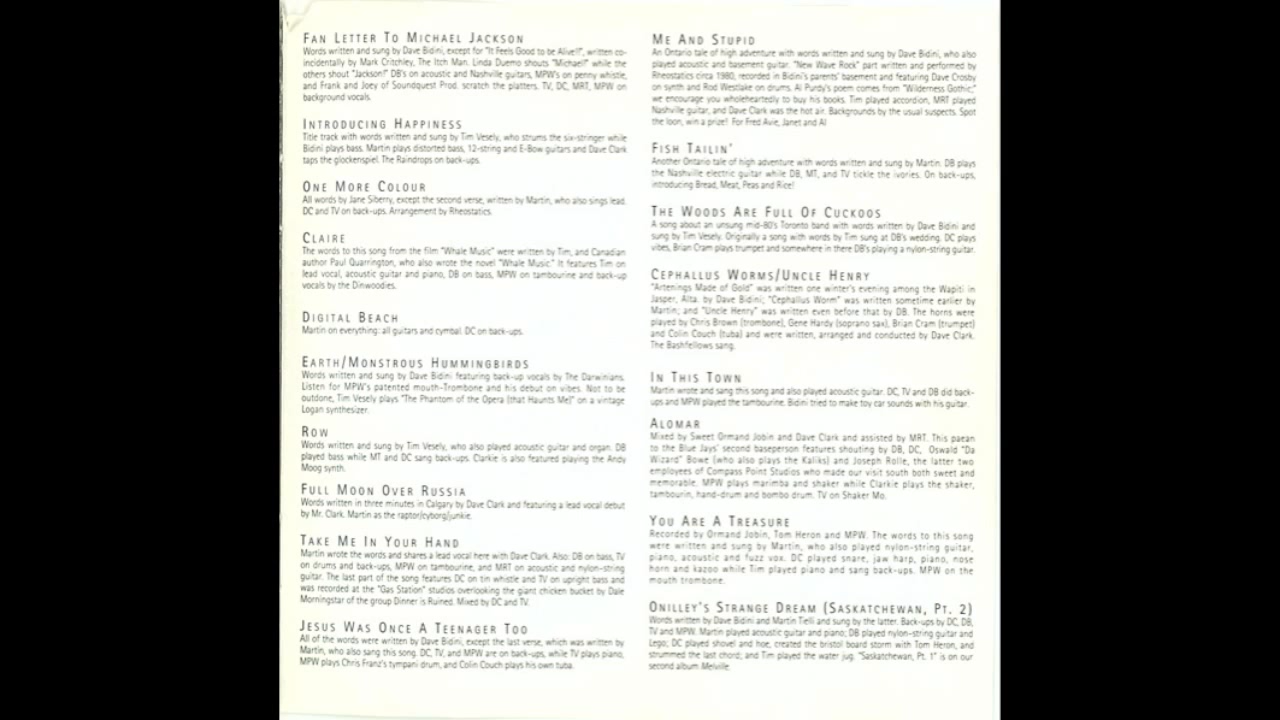 FAN LETTER TO MICHAEL JACKSON
Words written and sung by Dave Bidini, except for "It Feels Good to be Alive!!", written co-
incidentally by Mark Critchley, The Itch Man. Linda Duemo shouts "Michael!" while the
others shout "Jackson!" DB's on acoustic and Nashville guitars, MPW's on penny whistle,
and Frank and Joey of Soundquest Prod. scratch the platters. TV, DC, MRT, MPW on
background vocals.
INTRODUCING HAPPINESS
Title track with words written and sung by Tim Vesely, who strums the six-stringer while
Bidini plays bass. Martin plays distorted bass, 12-string and E-Bow guitars and Dave Clark
taps the glockenspiel. The Raindrops on back-ups.
ONE MORE COLOUR
All words by Jane Siberry, except the second verse, written by Martin, who also sings lead.
DC and TV on back-ups. Arrangement by Rheostatics.
CLAIRE
The words to this song from the film "Whale Music" were written by Tim, and Canadian
author Paul Quarrington, who also wrote the novel "Whale Music." It features Tim on
lead vocal, acoustic guitar and piano, DB on bass, MPW on tambourine and back-up
vocals by the Dinwoodies.
DIGITAL BEACH
Martin on everything: all guitars and cymbal. DC on back-ups.
EARTH/MONSTROUS HUMMINGBIRDS
Words written and sung by Dave Bidini featuring back-up vocals by The Darwinians.
Listen for MPW's patented mouth-Trombone and his debut on vibes. Not to be
outdone, Tim Vesely plays "The Phantom of the Opera (that Haunts Me)" on a vintage
Logan synthesizer.
ROW
Words written and sung by Tim Vesely, who also played acoustic guitar and organ. DB
played bass while MT and DC sang back-ups. Clarkie is also featured playing the Andy
Moog synth.
FULL MOON OVER RUSSIA
Words written in three minutes in Calgary by Dave Clark and featuring a lead vocal debut
by Mr. Clark. Martin as the raptor/cyborg/junkie.
TAKE ME IN YOUR HAND
Martin wrote the words and shares a lead vocal here with Dave Clark. Also: DB on bass, TV
on drums and back-ups, MPW on tambourine, and MRT on acoustic and nylon-string
guitar. The last part of the song features DC on tin whistle and TV on upright bass and
was recorded at the "Gas Station" studios overlooking the giant chicken bucket by Dale
Morningstar of the group Dinner is Ruined. Mixed by DC and TV.
JESUS WAS ONCE A TEENAGER TOO
All of the words were written by Dave Bidini, except the last verse, which was written by
Martin, who also sang this song. DC, TV, and MPW are on back-ups, while TV plays piano,
MPW plays Chris Franz's tympani drum, and Colin Couch plays his own tuba.
ME AND STUPID
An Ontario tale of high adventure with words written and sung by Dave Bidini, who also
played acoustic and basement guitar. "New Wave Rock" part written and performed by
Rheostatics circa 1980, recorded in Bidini's parents' basement and featuring Dave Crosby
on synth and Rod Westlake on drums. Al Purdy's poem comes from "Wilderness Gothic;"
we encourage you wholeheartedly to buy his books. Tim played accordion, MRT played
Nashville guitar, and Dave Clark was the hot air. Backgrounds by the usual suspects. Spot
the loon, win a prize! For Fred Avie, Janet and Al
FISH TAILIN'
Another Ontario tale of high adventure with words written and sung by Martin. DB plays
the Nashville electric guitar while DB, MT, and TV tickle the ivories. On back-ups,
introducing Bread, Meat, Peas and Rice!
THE WOODS ARE FULL OF CUCKOOS
A song about an unsung mid-80's Toronto band with words written by Dave Bidini and
sung by Tim Vesely. Originally a song with words by Tim sung at DB's wedding. DC plays
vibes, Brian Cram plays trumpet and somewhere in there DB's playing a nylon-string guitar.
CEPHALLUS WORMS/UNCLE HENRY
"Artenings Made of Gold" was written one winter's evening among the Wapiti in
Jasper, Alta. by Dave Bidini; "Cephallus Worm" was written sometime earlier by
Martin; and "Uncle Henry" was written even before that by DB. The horns were
played by Chris Brown (trombone), Gene Hardy (soprano sax), Brian Cram (trumpet)
and Colin Couch (tuba) and were written, arranged and conducted by Dave Clark.
The Bashfellows sang.
IN THIS TOWN
Martin wrote and sang this song and also played acoustic guitar. DC, TV and DB did back-
ups and MPW played the tambourine. Bidini tried to make toy car sounds with his guitar.
ALOMAR
Mixed by Sweet Ormand Jobin and Dave Clark and assisted by MRT. This paean
to the Blue Jays' second baseperson features shouting by DB, DC, Oswald "Da
Wizard" Bowe (who also plays the Kaliks) and Joseph Rolle, the latter two
employees of Compass Point Studios who made our visit south both sweet and
memorable. MPW plays marimba and shaker while Clarkie plays the shaker,
tambourin, hand-drum and bombo drum. TV on Shaker Mo.
YOU ARE A TREASURE
Recorded by Ormand Jobin, Tom Heron and MPW. The words to this song
were written and sung by Martin, who also played nylon-string guitar,
piano, acoustic and fuzz vox. DC played snare, jaw harp, piano, nose
horn and kazoo while Tim played piano and sang back-ups. MPW on the
mouth trombone.
ONILLEY'S STRANGE DREAM (SASKATCHEWAN, PT. 2)
Words written by Dave Bidini and Martin Tielli and sung by the latter. Back-ups by DC, DB,
TV and MPW. Martin played acoustic guitar and piano; DB played nylon-string guitar and
Lego; DC played shovel and hoe, created the bristol board storm with Tom Heron, and
strummed the last chord; and Tim played the water jug. "Saskatchewan, Pt. 1" is on our
second album Melville.